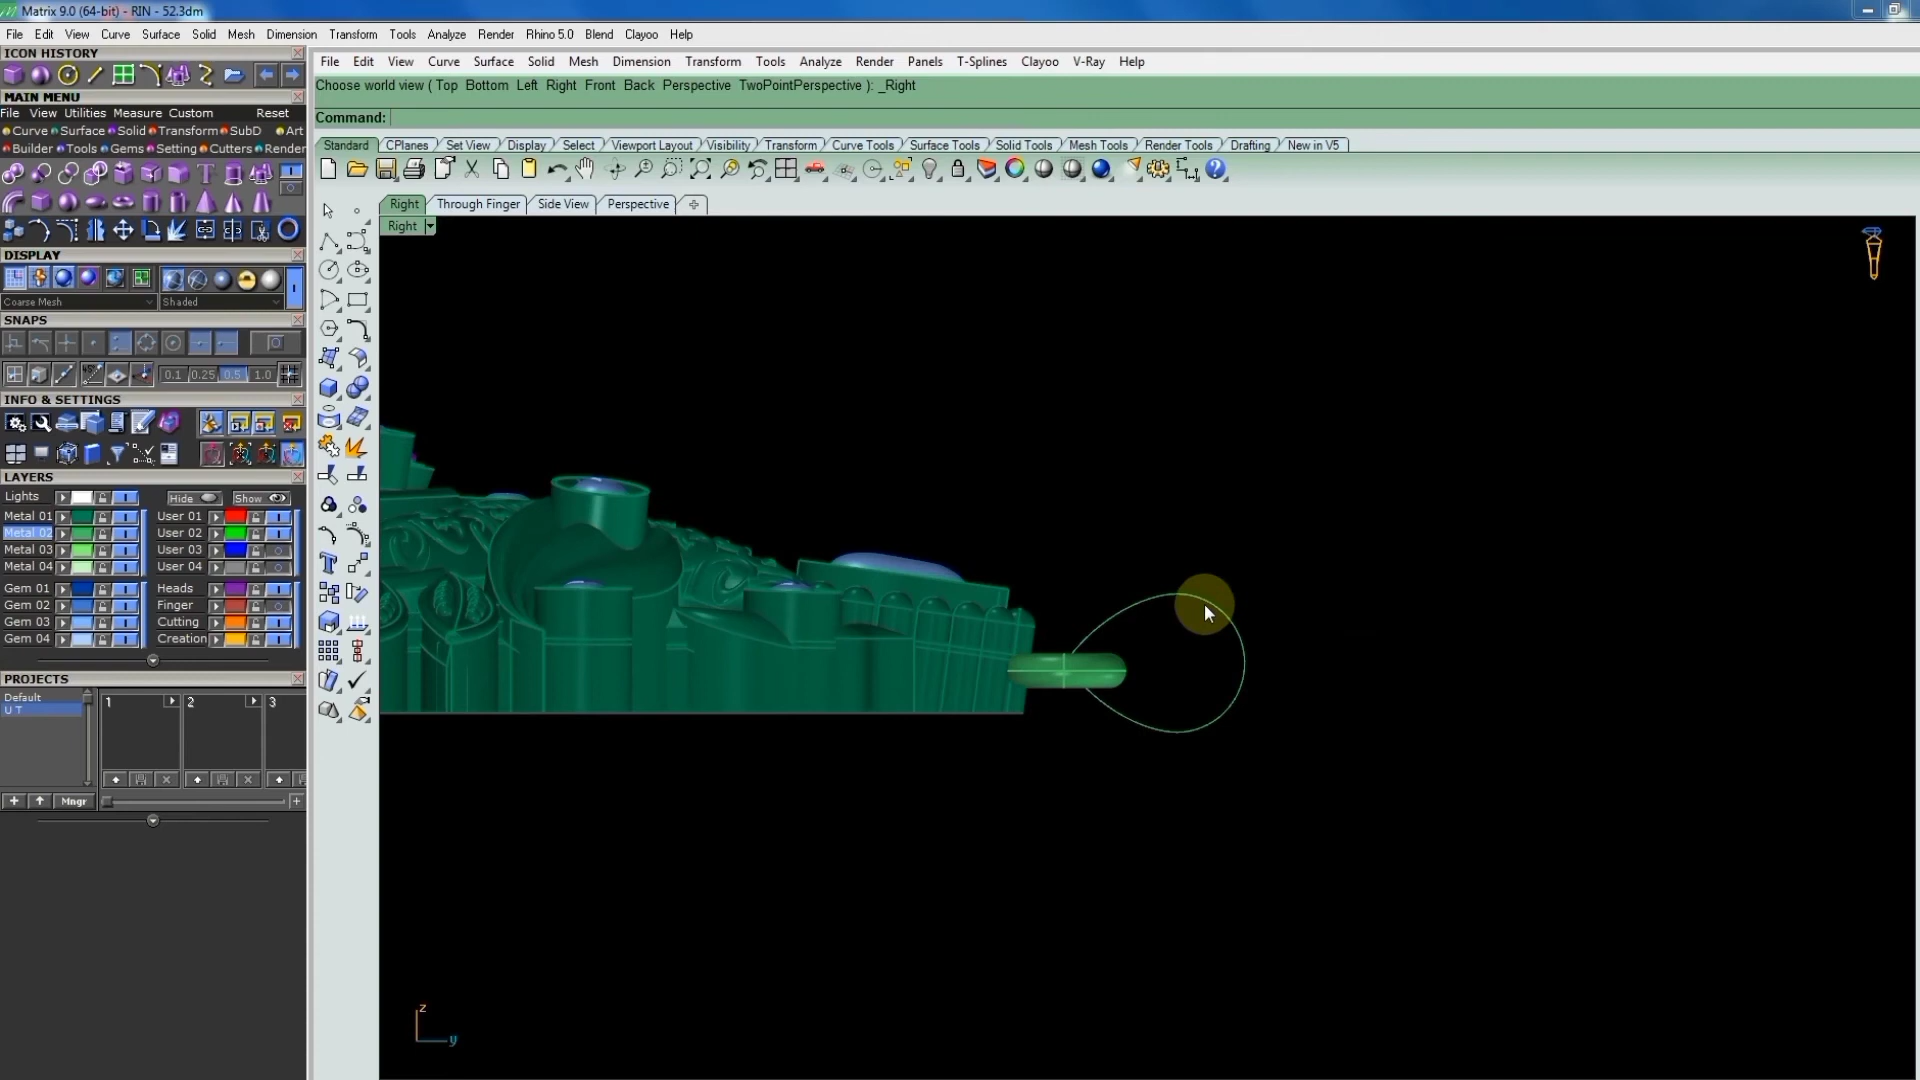 Matrix 9.0 (64-bit) - RIN - 52.3dm
File Edit View Curve Surface Solid Mesh Dimension Transform Tools Analyze Render Rhino 5.0 Blend Clayoo Help
ICON HISTORY
MAIN MENU
File View Utilities Measure Custom Reset
Curve Surface Solid Transform SubD Art
Builder Tools Gems Setting Cutters Render
DISPLAY
Coarse Mesh Shaded
SNAPS
0.1 0.25 0.5 1.0
INFO & SETTINGS
LAYERS
Lights Hide Show
Metal 01 User 01
Metal 02 User 02
Metal 03 User 03
Metal 04 User 04
Gem 01 Heads
Gem 02 Finger
Gem 03 Cutting
Gem 04 Creation
PROJECTS
Default
U T
1 2 3
Mngr
File Edit View Curve Surface Solid Mesh Dimension Transform Tools Analyze Render Panels T-Splines Clayoo V-Ray Help
Choose world view ( Top Bottom Left Right Front Back Perspective TwoPointPerspective ): _Right
Command:
Standard CPlanes Set View Display Select Viewport Layout Visibility Transform Curve Tools Surface Tools Solid Tools Mesh Tools Render Tools Drafting New in V5
Right Through Finger Side View Perspective
Right
z
y